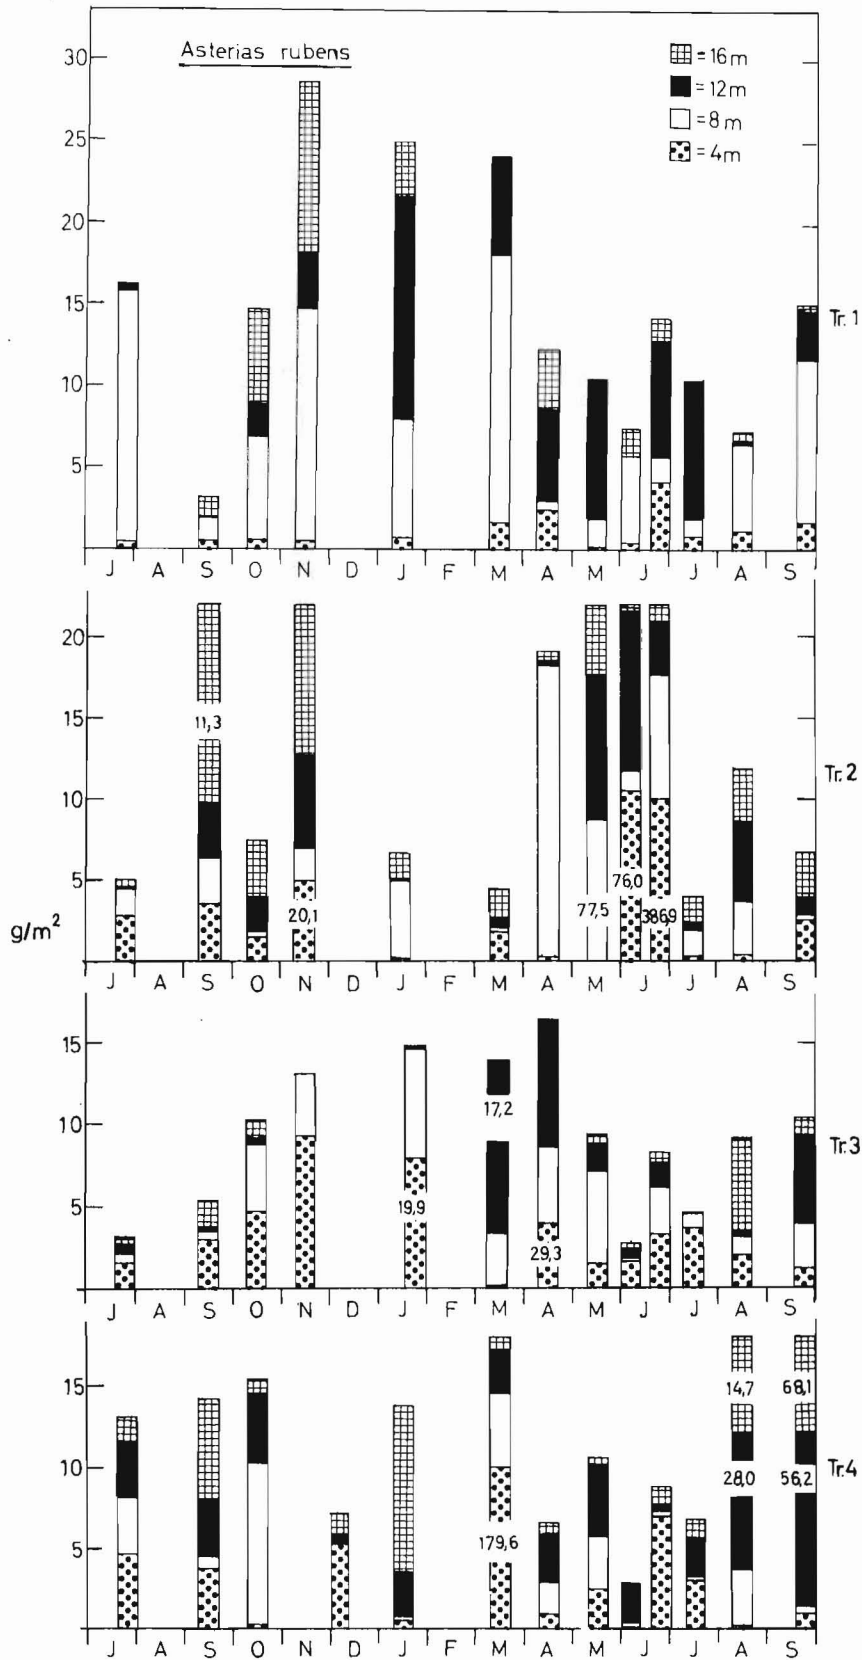 Asterias rubens
= 16 m
= 12 m
= 8 m
= 4 m
30
25
20
15
10
5
Tr. 1
J A S O N D J F M A M J J A S
20
15
10
5
11,3
20,1
77,5
76,0
386,9
Tr. 2
g/m²
J A S O N D J F M A M J J A S
15
10
5
19,9
17,2
29,3
Tr. 3
J A S O N D J F M A M J J A S
15
10
5
179,6
14,7
68,1
28,0
56,2
Tr. 4
J A S O N D J F M A M J J A S